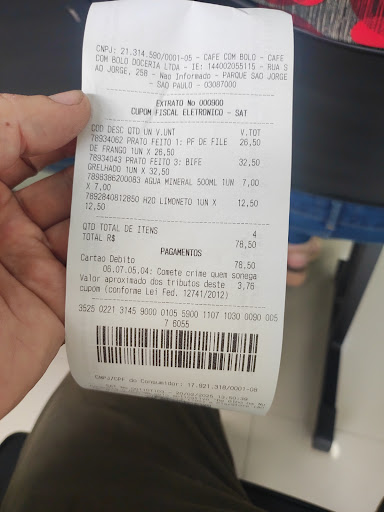 CNPJ: 21.314.590/0001-05 - CAFE COM BOLO - CAFE
COM BOLO DOCERIA LTDA - IE: 144002055115 - RUA S
AO JORGE, 258 - Nao Informado - PARQUE SAO JORGE
- SAO PAULO - 03087000
EXTRATO No 000900
CUPOM FISCAL ELETRONICO - SAT
COD DESC QTD UN V.UNT V.TOT
78934062 PRATO FEITO 1: PF DE FILE 26,50
DE FRANGO 1UN X 26,50
78934043 PRATO FEITO 3: BIFE 32,50
GRELHADO 1UN X 32,50
7898386200083 AGUA MINERAL 500ML 1UN 7,00
X 7,00
7892840812850 H2O LIMONETO 1UN X 12,50
12,50
QTD TOTAL DE ITENS 4
TOTAL R$ 78,50
PAGAMENTOS
Cartao Debito 78,50
06.07.05.04: Comete crime quem sonega
Valor aproximado dos tributos deste 3,76
cupom (conforme Lei Fed. 12741/2012)
3525 0221 3145 9000 0105 5900 1107 1030 0090 005
7 6055
CNPJ/CPF do Consumidor: 17.921.318/0001-08